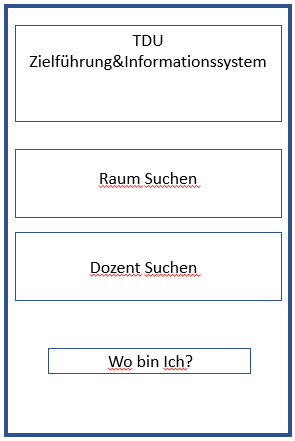 TDU
Zielführung&Informationssystem
Raum Suchen
Dozent Suchen
Wo bin Ich?